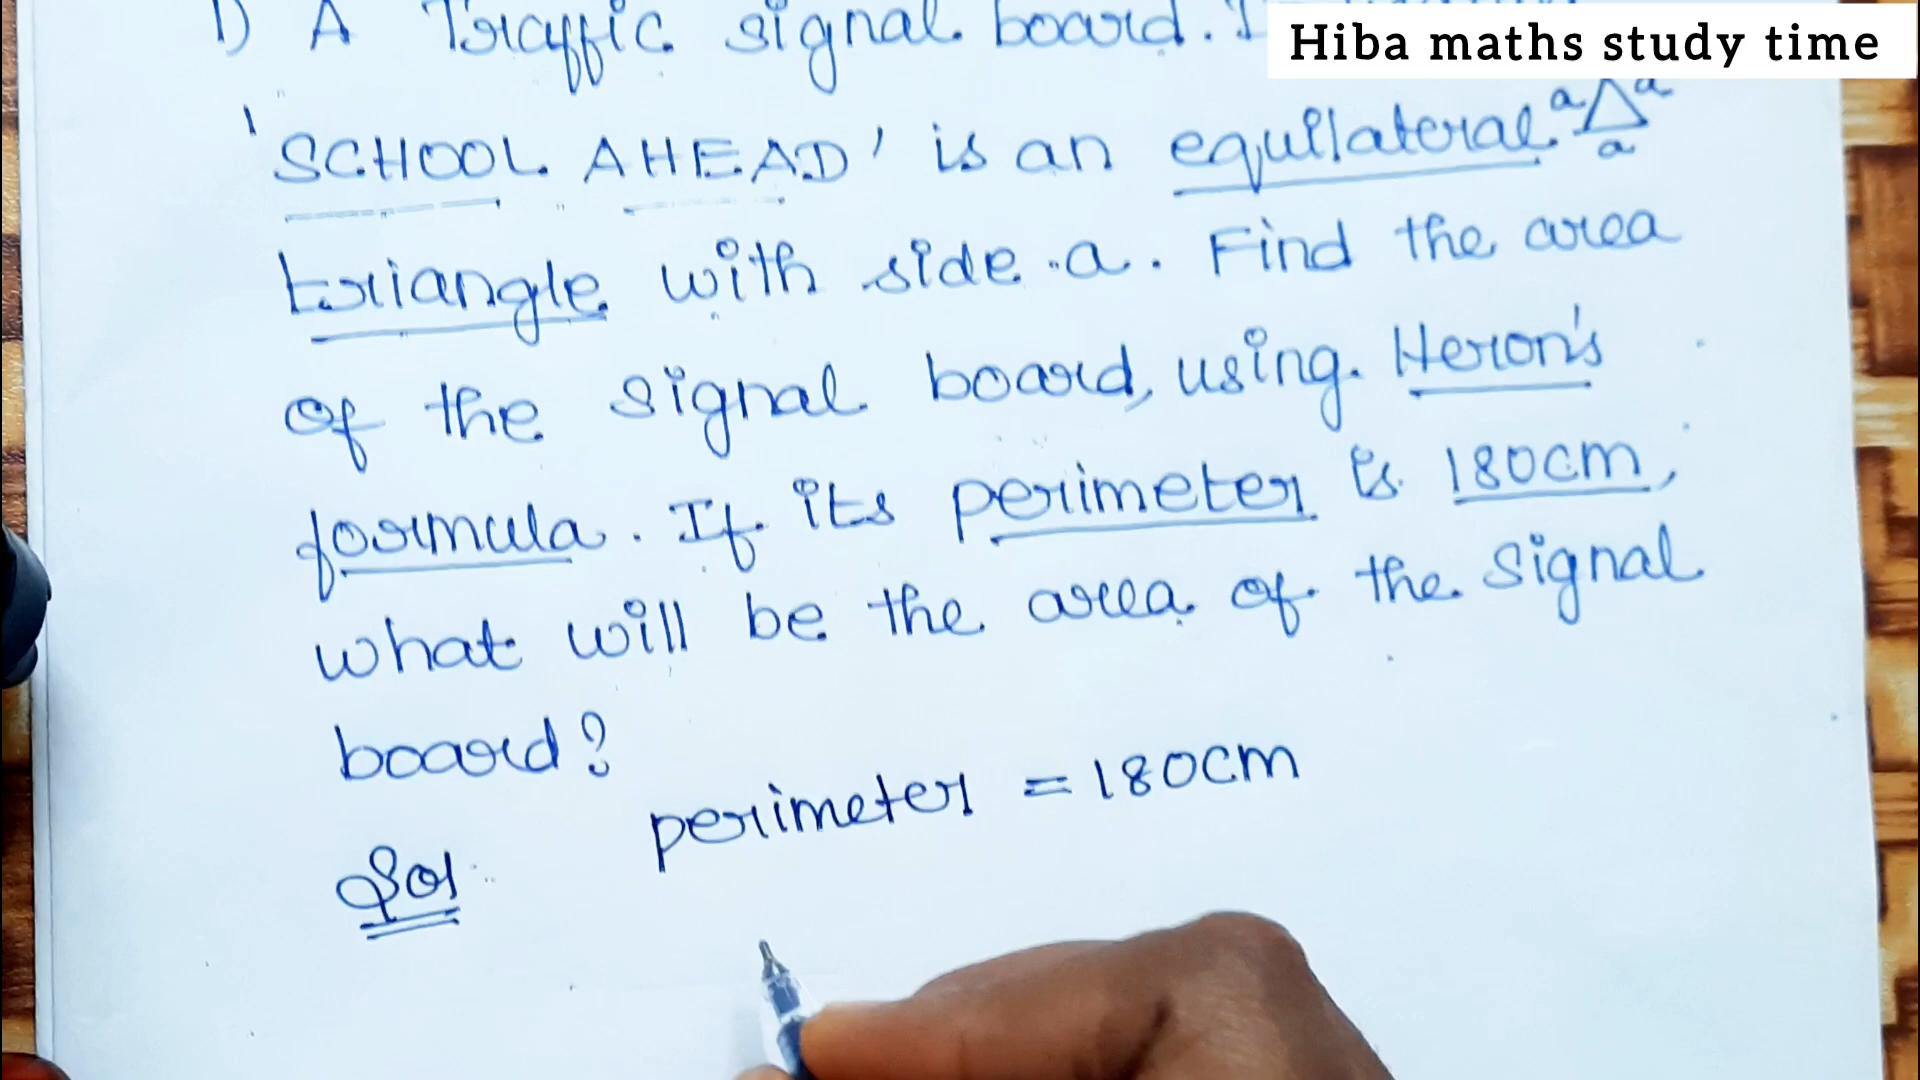 1) A Traffic signal board.
Hiba maths study time
'SCHOOL AHEAD' is an equilateral a a
a
triangle with side a. Find the area
of the signal board, using Heron's
formula. If its perimeter is 180cm,
what will be the area of the signal
board?
perimeter = 180cm
Sol